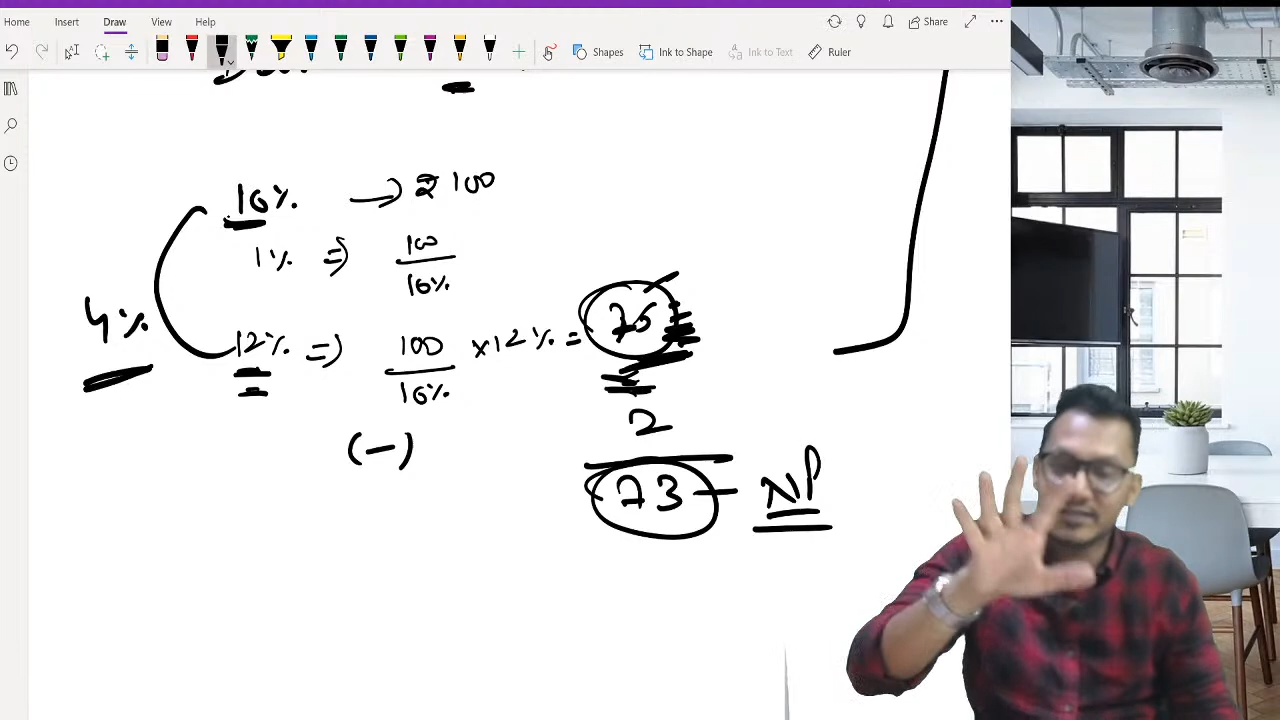 Home Insert Draw View Help Share
Shapes Ink to Shape Ink to Text Ruler
16% → ₹ 100
1% ⇒ 100
16%
4%
12% ⇒ 100 ×12% = 75
16%
(−) 2
73 − NP